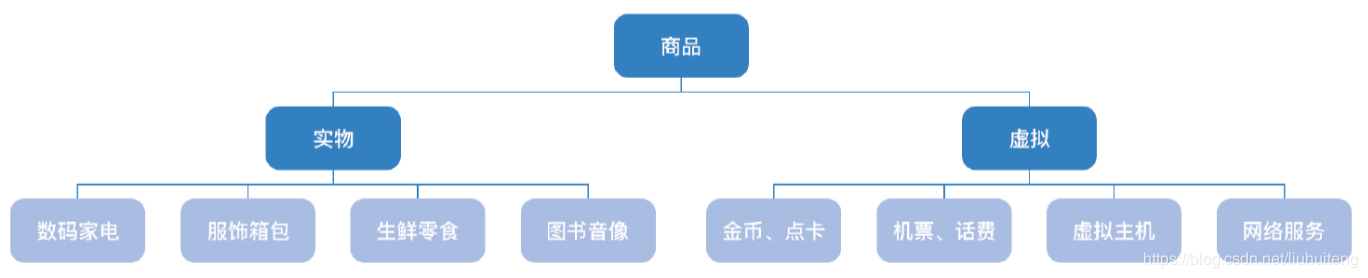 商品
实物
虚拟
数码家电
服饰箱包
生鲜零食
图书音像
金币、点卡
机票、话费
虚拟主机
网络服务
https://blog.csdn.net/liuhuiteng